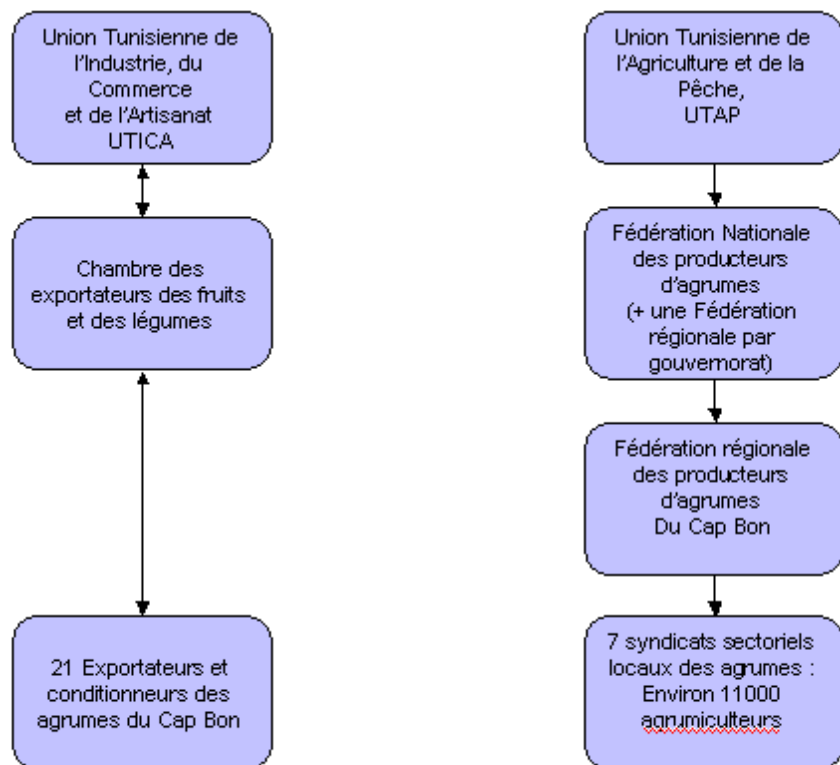 Union Tunisienne de
l'Industrie, du
Commerce
et de l'Artisanat
UTICA
Chambre des
exportateurs des fruits
et des légumes
21 Exportateurs et
conditionneurs des
agrumes du Cap Bon
Union Tunisienne de
l'Agriculture et de la
Pêche,
UTAP
Fédération Nationale
des producteurs
d'agrumes
(+ une Fédération
régionale par
gouvernorat)
Fédération régionale
des producteurs
d'agrumes
Du Cap Bon
7 syndicats sectoriels
locaux des agrumes :
Environ 11000
agrumiculteurs